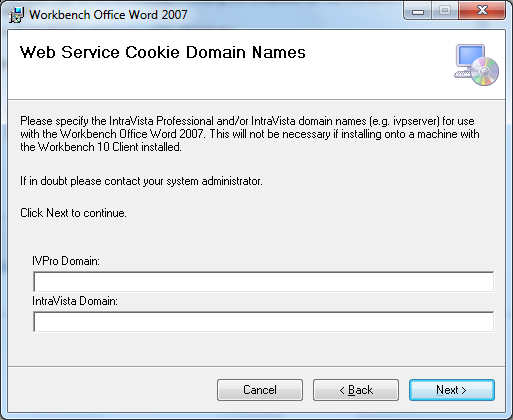 Workbench Office Word 2007
Web Service Cookie Domain Names
Please specify the IntraVista Professional and/or IntraVista domain names (e.g. ivpserver) for use
with the Workbench Office Word 2007. This will not be necessary if installing onto a machine with
the Workbench 10 Client installed.
If in doubt please contact your system administrator.
Click Next to continue.
IVPro Domain:
IntraVista Domain:
Cancel
< Back
Next >